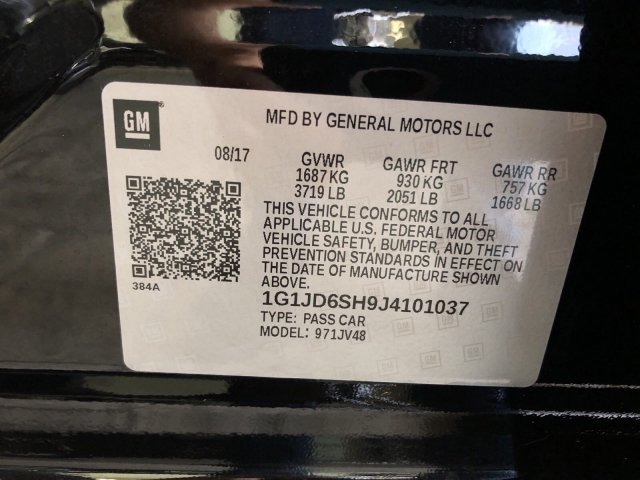 GM
MFD BY GENERAL MOTORS LLC
08/17 GVWR GAWR FRT GAWR RR
1687 KG 930 KG 757 KG
3719 LB 2051 LB 1668 LB
THIS VEHICLE CONFORMS TO ALL
APPLICABLE U.S. FEDERAL MOTOR
VEHICLE SAFETY, BUMPER, AND THEFT
PREVENTION STANDARDS IN EFFECT ON
THE DATE OF MANUFACTURE SHOWN
ABOVE.
384A
1G1JD6SH9J4101037
TYPE: PASS CAR
MODEL: 971JV48